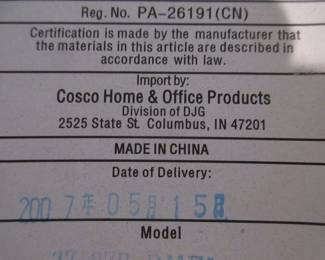 Reg. No. PA-26191(CN)
Certification is made by the manufacturer that
the materials in this article are described in
accordance with law.
Import by:
Cosco Home & Office Products
Division of DJG
2525 State St. Columbus, IN 47201
MADE IN CHINA
Date of Delivery:
2007年05月15日
Model